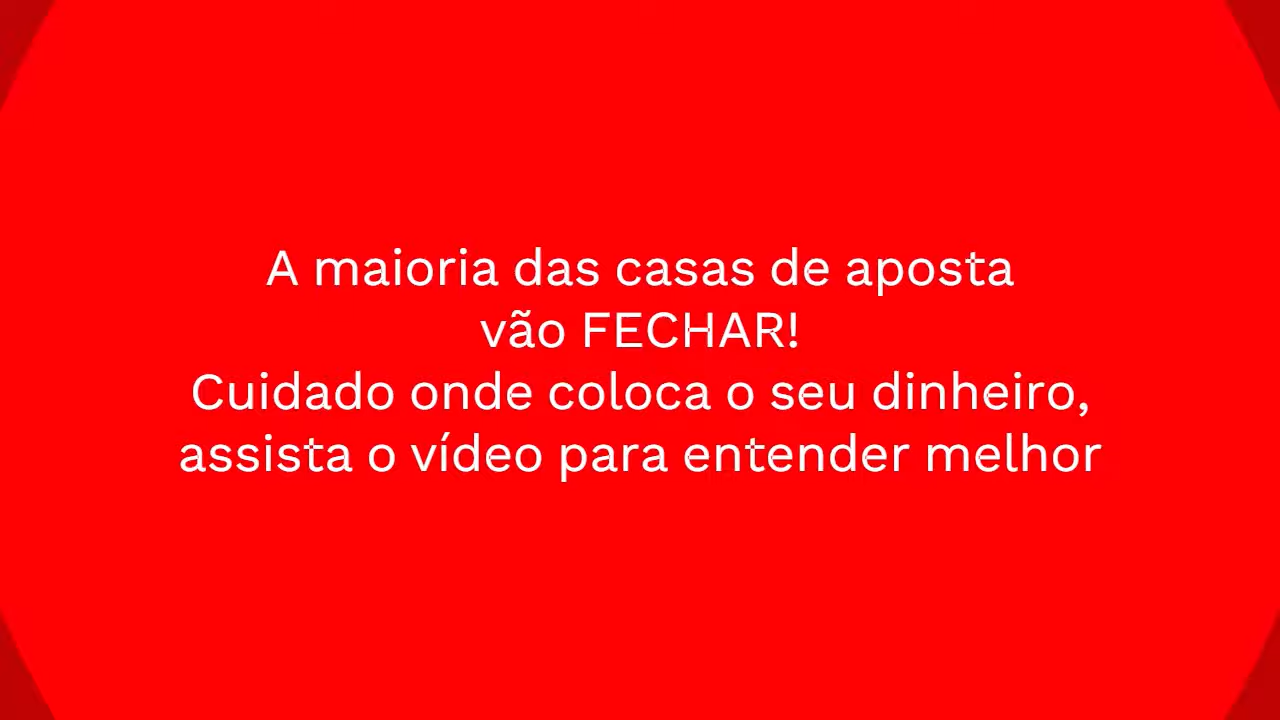 A maioria das casas de aposta
vão FECHAR!
Cuidado onde coloca o seu dinheiro,
assista o vídeo para entender melhor